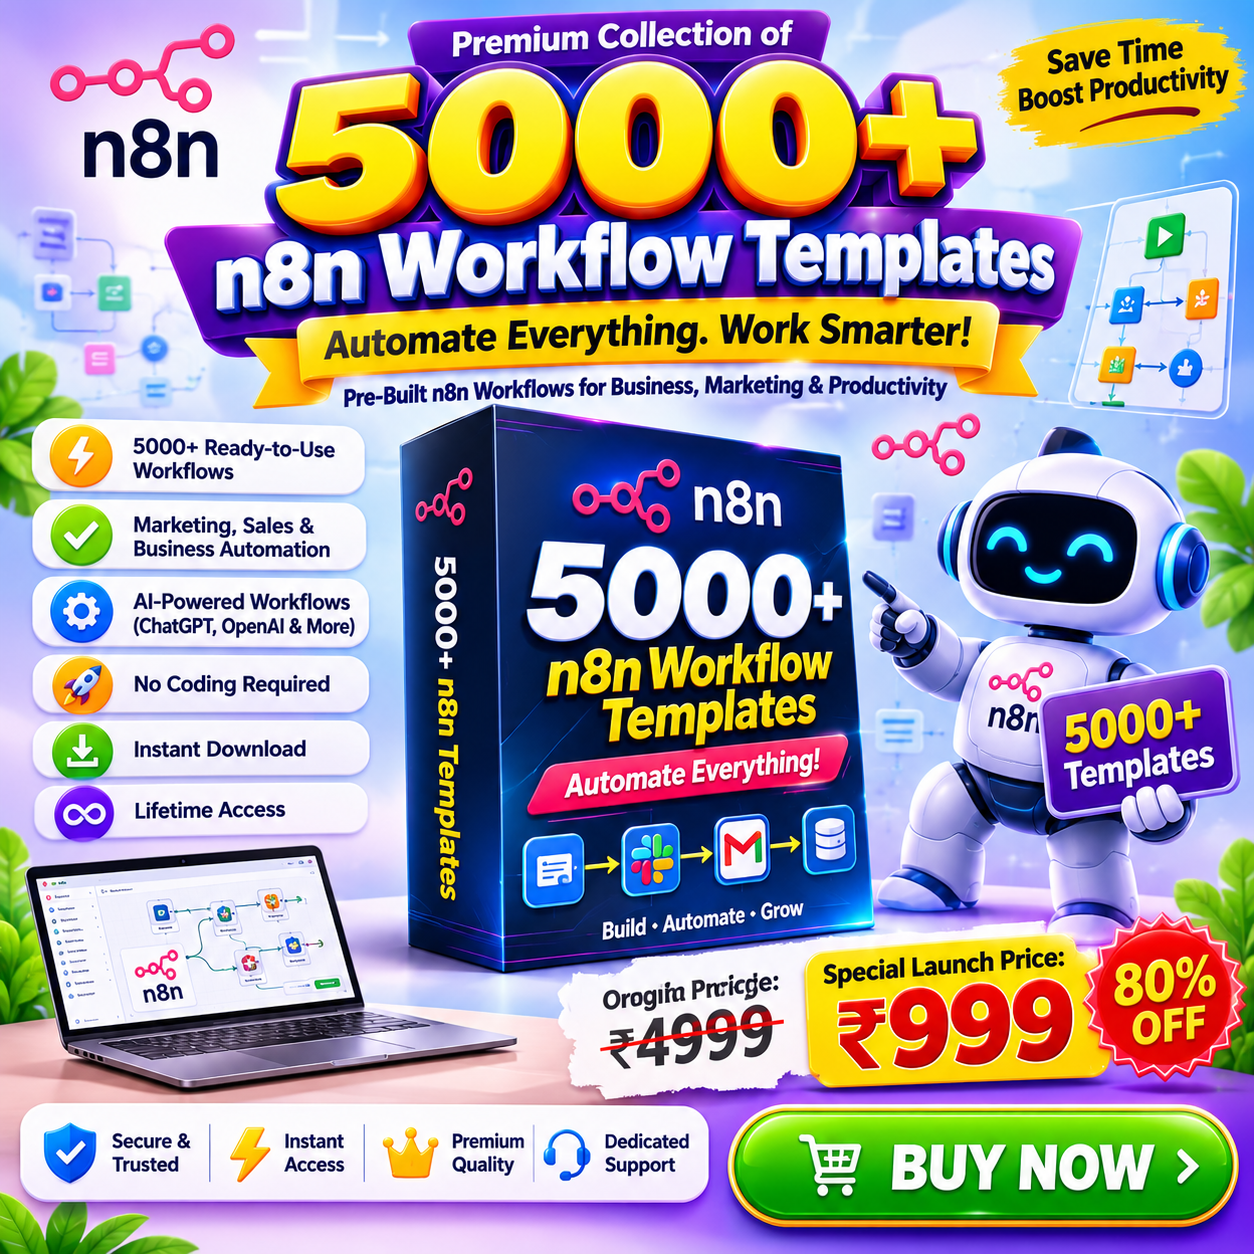 n8n
Premium Collection of
5000+
n8n Workflow Templates
Automate Everything. Work Smarter!
Pre-Built n8n Workflows for Business, Marketing & Productivity
Save Time
Boost Productivity
5000+ Ready-to-Use
Workflows
Marketing, Sales &
Business Automation
AI-Powered Workflows
(ChatGPT, OpenAI & More)
No Coding Required
Instant Download
Lifetime Access
5000+ n8n Templates
n8n
5000+
n8n Workflow
Templates
Automate Everything!
Build • Automate • Grow
n8n
5000+
Templates
n8n
Orogifa Prıcıge:
₹4999
Special Launch Price:
₹999
80%
OFF
Secure &
Trusted
Instant
Access
Premium
Quality
Dedicated
Support
BUY NOW